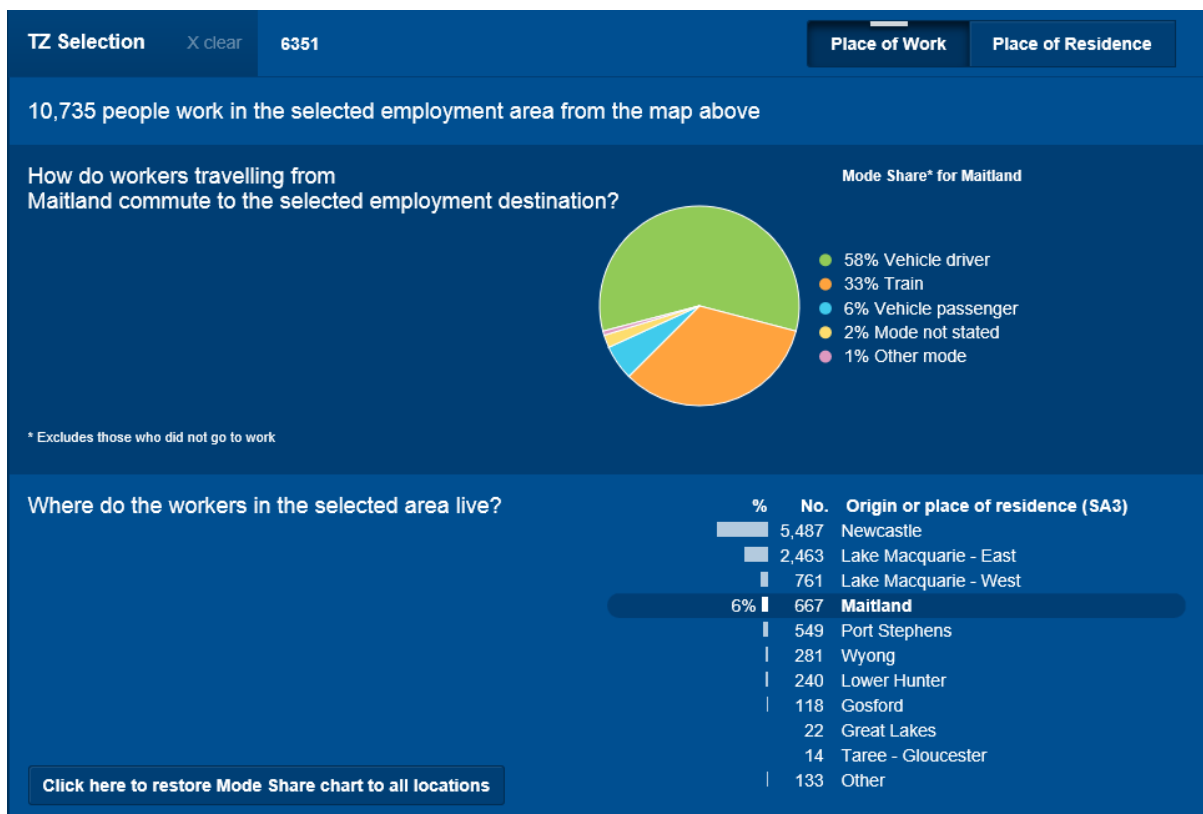 TZ Selection X clear 6351 Place of Work Place of Residence
10,735 people work in the selected employment area from the map above
How do workers travelling from
Maitland commute to the selected employment destination?
Mode Share* for Maitland
58% Vehicle driver
33% Train
6% Vehicle passenger
2% Mode not stated
1% Other mode
* Excludes those who did not go to work
Where do the workers in the selected area live?
% No. Origin or place of residence (SA3)
5,487 Newcastle
2,463 Lake Macquarie - East
761 Lake Macquarie - West
6% 667 Maitland
549 Port Stephens
281 Wyong
240 Lower Hunter
118 Gosford
22 Great Lakes
14 Taree - Gloucester
133 Other
Click here to restore Mode Share chart to all locations